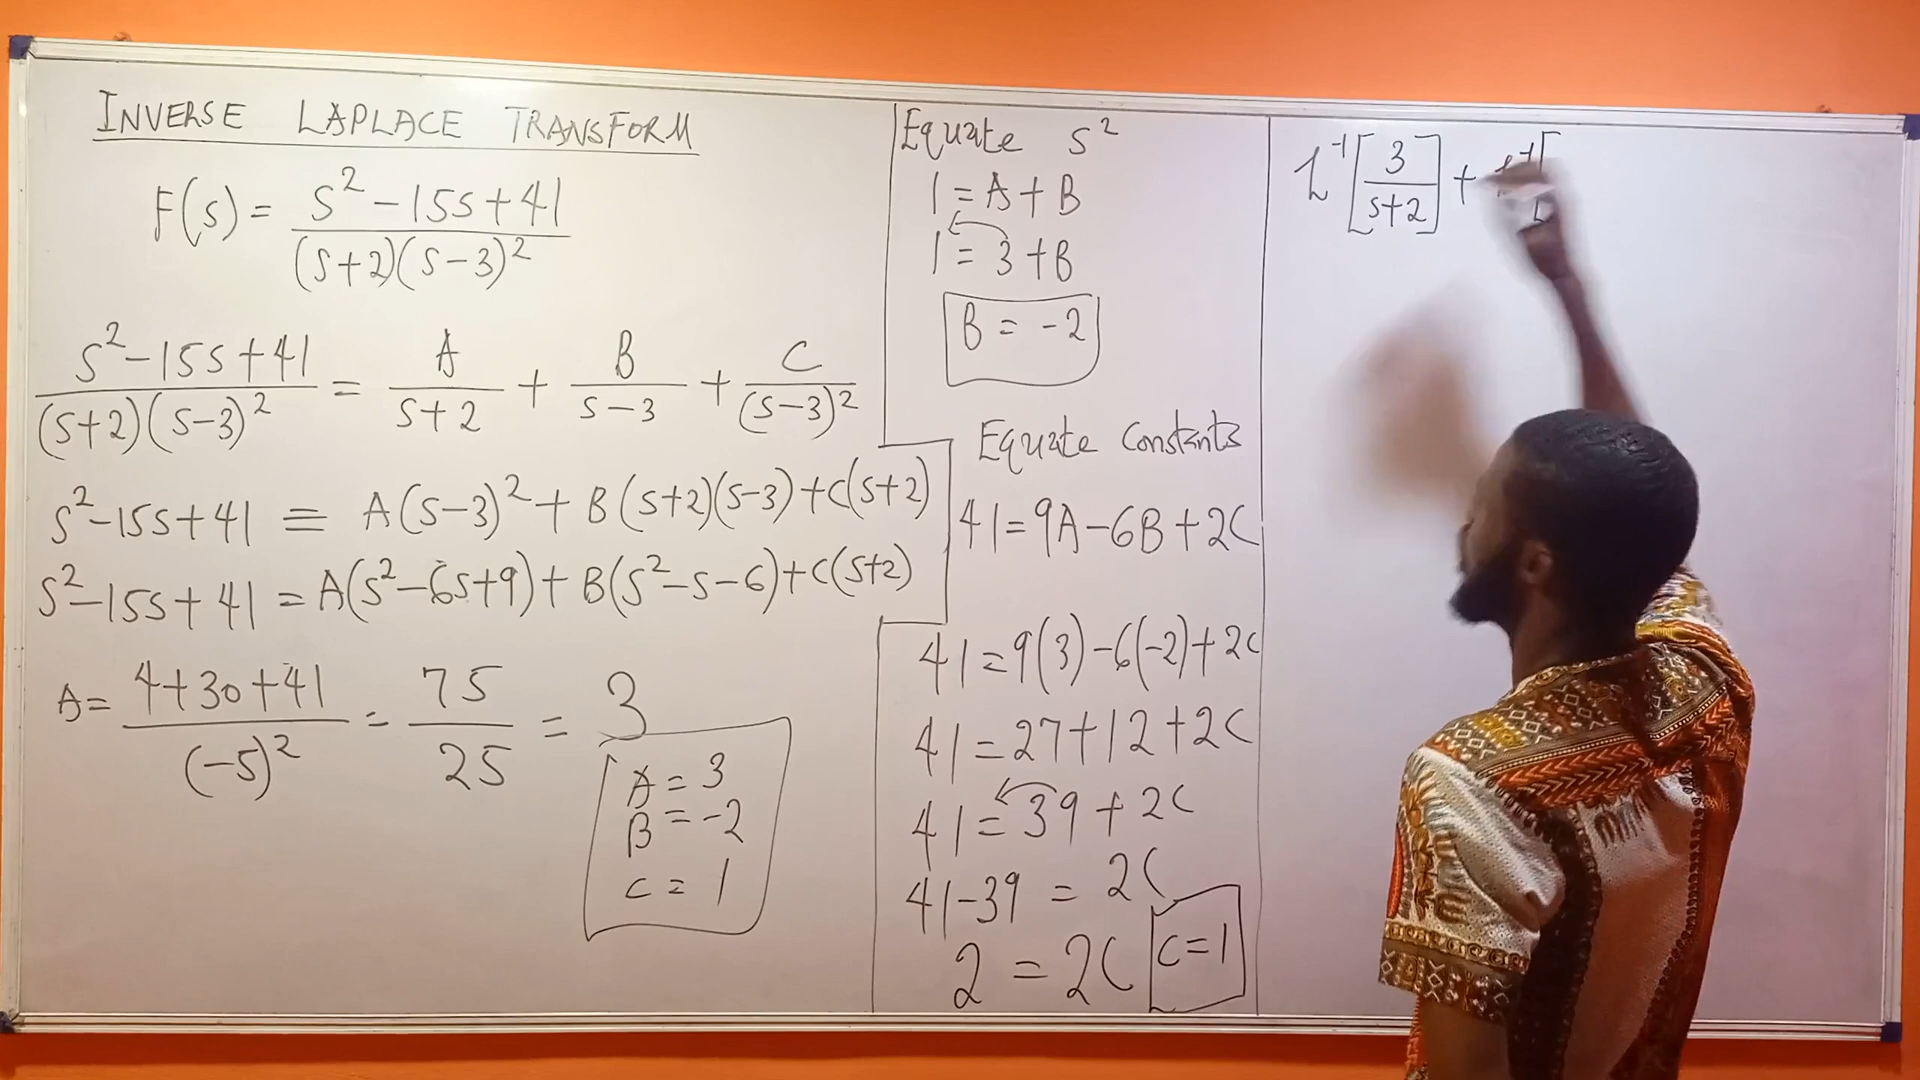 INVERSE LAPLACE TRANSFORM
F(s) = (s² - 15s + 41) / ((s+2)(s-3)²)
(s² - 15s + 41) / ((s+2)(s-3)²) = A/(s+2) + B/(s-3) + C/(s-3)²
s² - 15s + 41 ≡ A(s-3)² + B(s+2)(s-3) + C(s+2)
s² - 15s + 41 = A(s² - 6s + 9) + B(s² - s - 6) + C(s+2)
A = (4 + 30 + 41) / (-5)² = 75/25 = 3
A = 3
B = -2
C = 1
Equate s²
1 = A + B
1 = 3 + B
B = -2
Equate Constants
41 = 9A - 6B + 2C
41 = 9(3) - 6(-2) + 2C
41 = 27 + 12 + 2C
41 = 39 + 2C
41 - 39 = 2C
2 = 2C
C = 1
L⁻¹[3/(s+2)] +